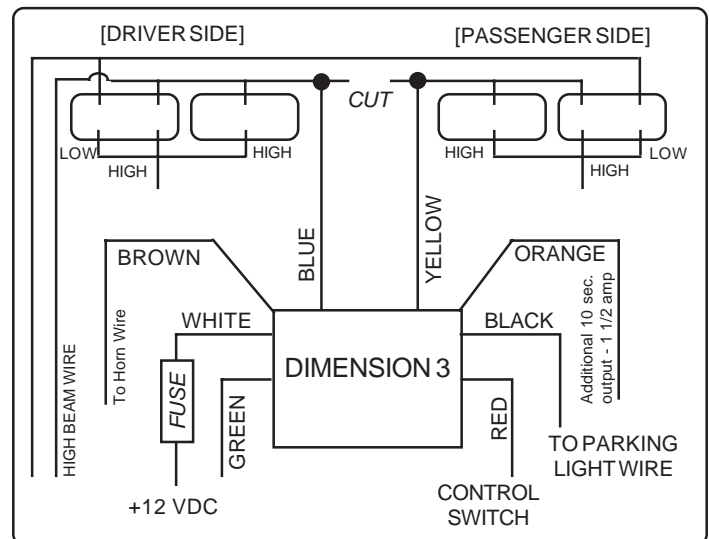 [DRIVER SIDE]
[PASSENGER SIDE]
CUT
LOW
HIGH
HIGH
HIGH
HIGH
LOW
BROWN
BLUE
YELLOW
ORANGE
HIGH BEAM WIRE
To Horn Wire
WHITE
FUSE
GREEN
+12 VDC
DIMENSION 3
BLACK
RED
CONTROL
SWITCH
TO PARKING
LIGHT WIRE
Additional 10 sec.
output - 1 1/2 amp